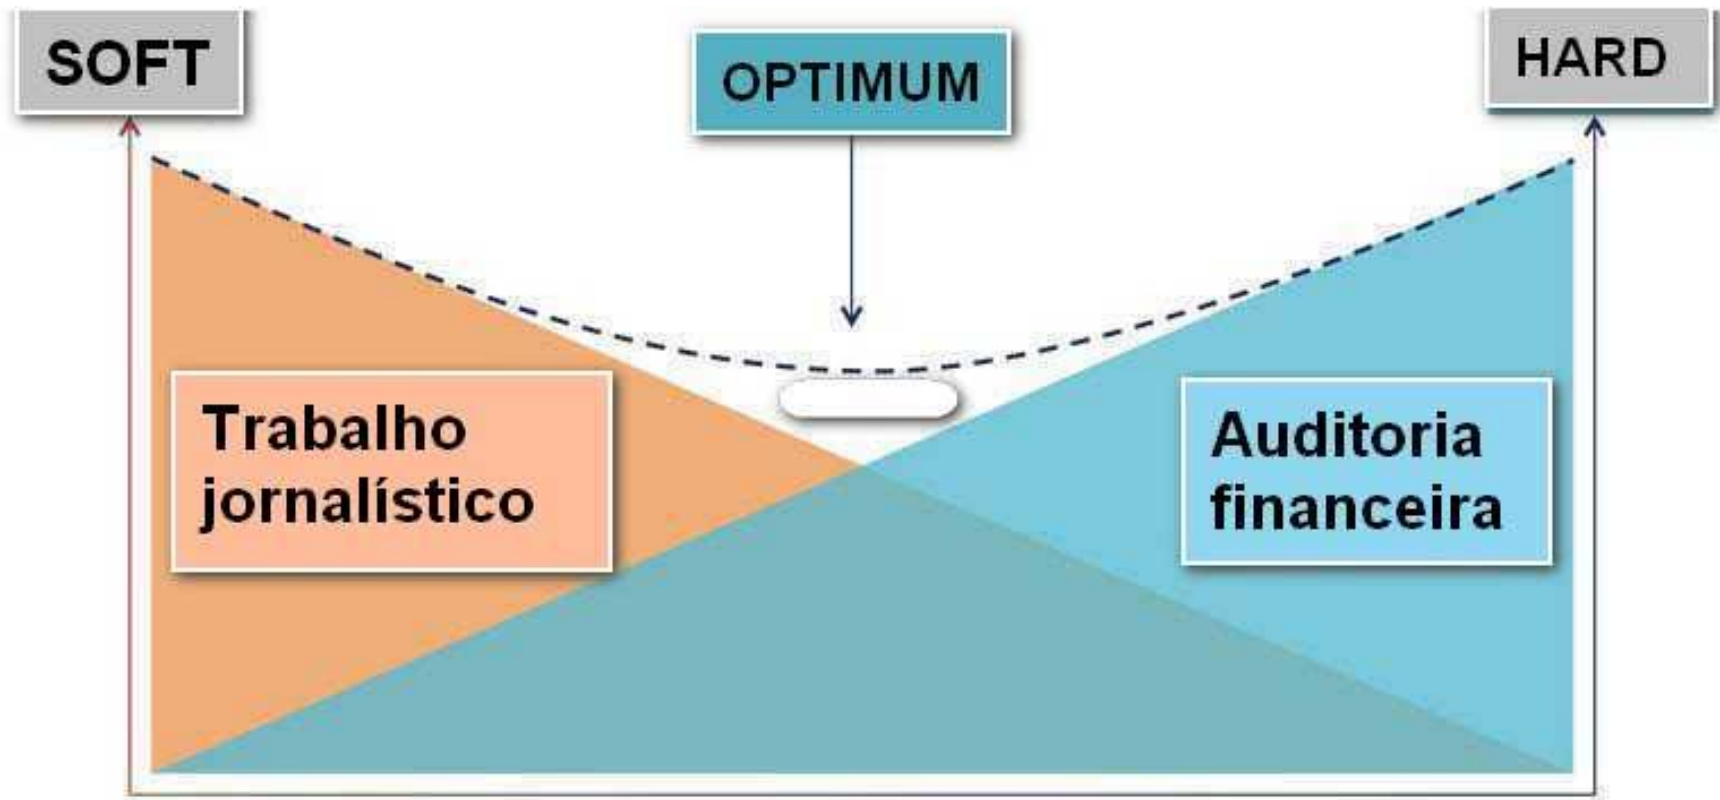 SOFT
OPTIMUM
HARD
Trabalho
jornalístico
Auditoria
financeira